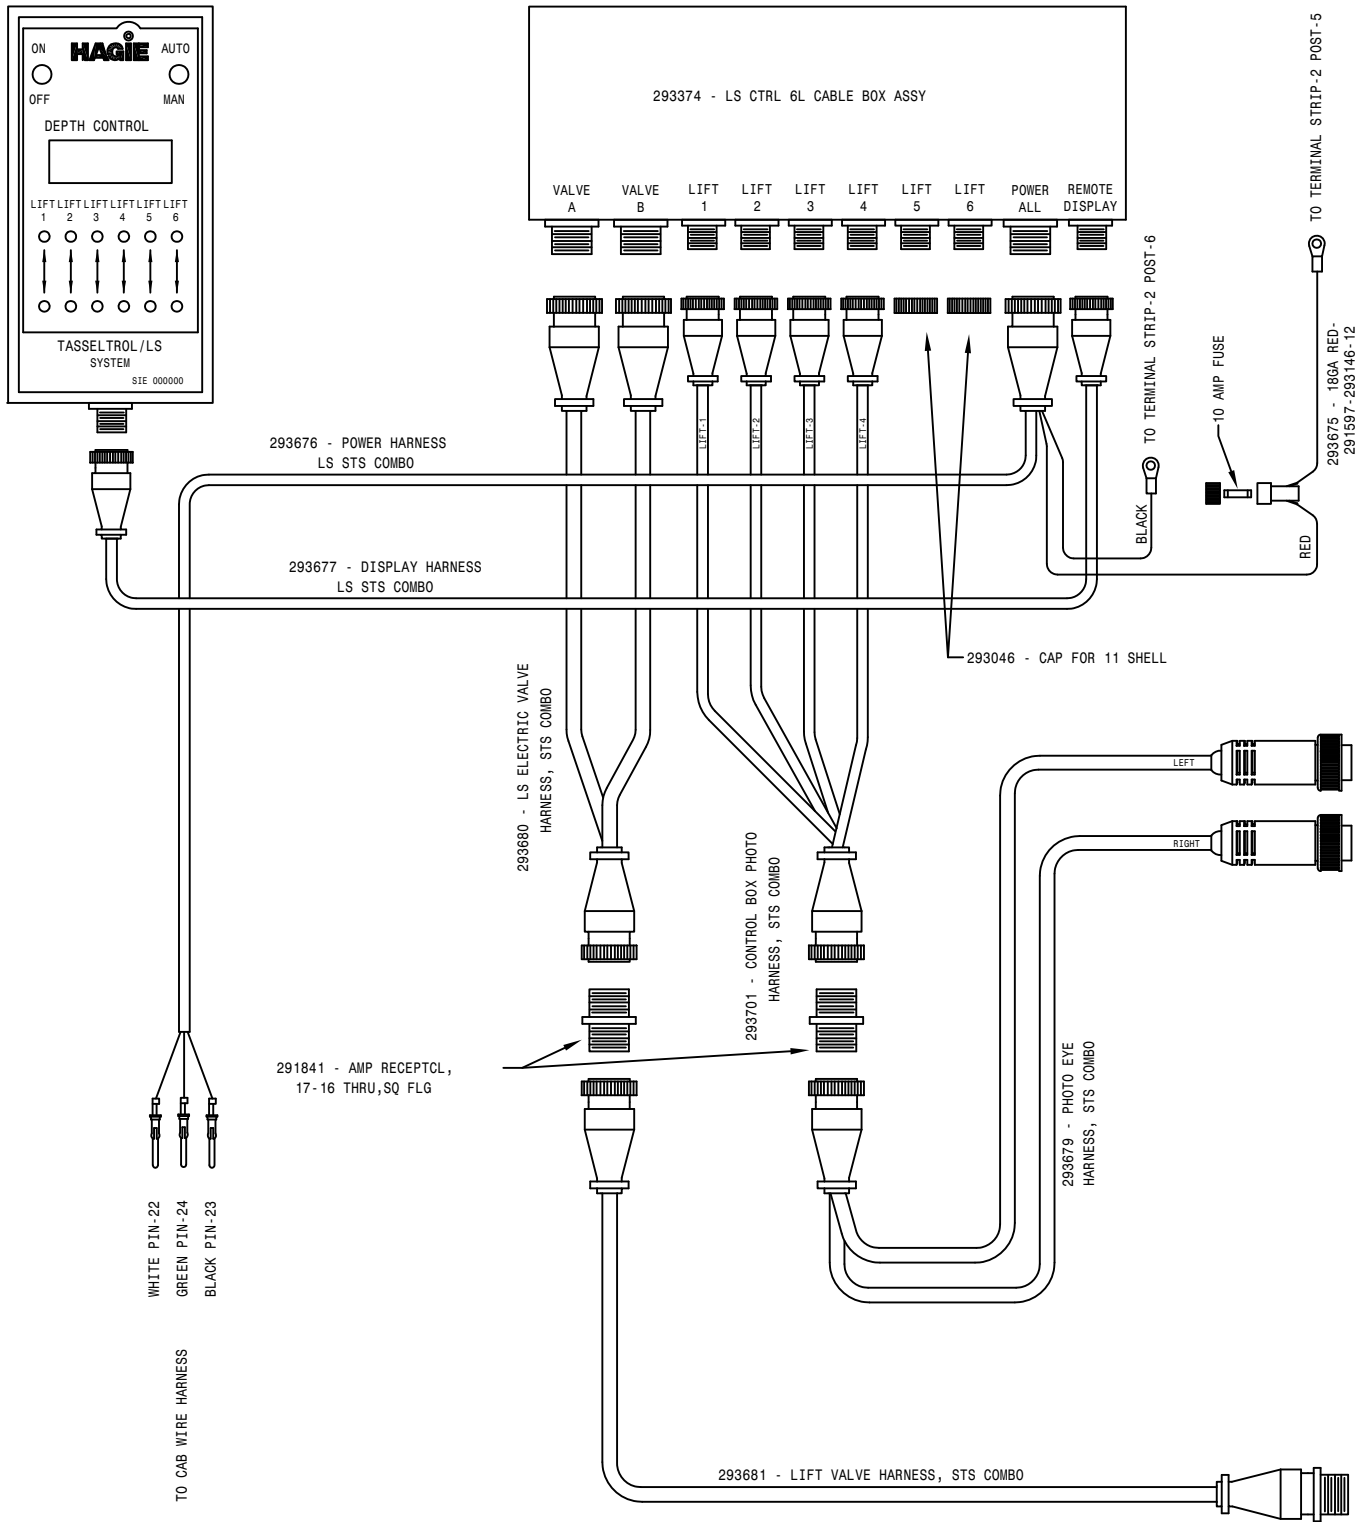 ON
HAGIE
AUTO
OFF
MAN
DEPTH CONTROL
LIFT LIFT LIFT LIFT LIFT LIFT
1 2 3 4 5 6
TASSELTROL/LS
SYSTEM
SIE 000000
293374 - LS CTRL 6L CABLE BOX ASSY
VALVE A
VALVE B
LIFT 1
LIFT 2
LIFT 3
LIFT 4
LIFT 5
LIFT 6
POWER ALL
REMOTE DISPLAY
TO TERMINAL STRIP-2 POST-5
TO TERMINAL STRIP-2 POST-6
10 AMP FUSE
293675 - 18GA RED-
291597-293146-12
BLACK
RED
LIFT-1
LIFT-2
LIFT-3
LIFT-4
293676 - POWER HARNESS
LS STS COMBO
293677 - DISPLAY HARNESS
LS STS COMBO
293046 - CAP FOR 11 SHELL
293680 - LS ELECTRIC VALVE
HARNESS, STS COMBO
293701 - CONTROL BOX PHOTO
HARNESS, STS COMBO
LEFT
RIGHT
291841 - AMP RECEPTCL,
17-16 THRU,SQ FLG
293679 - PHOTO EYE
HARNESS, STS COMBO
WHITE PIN-22
GREEN PIN-24
BLACK PIN-23
TO CAB WIRE HARNESS
293681 - LIFT VALVE HARNESS, STS COMBO